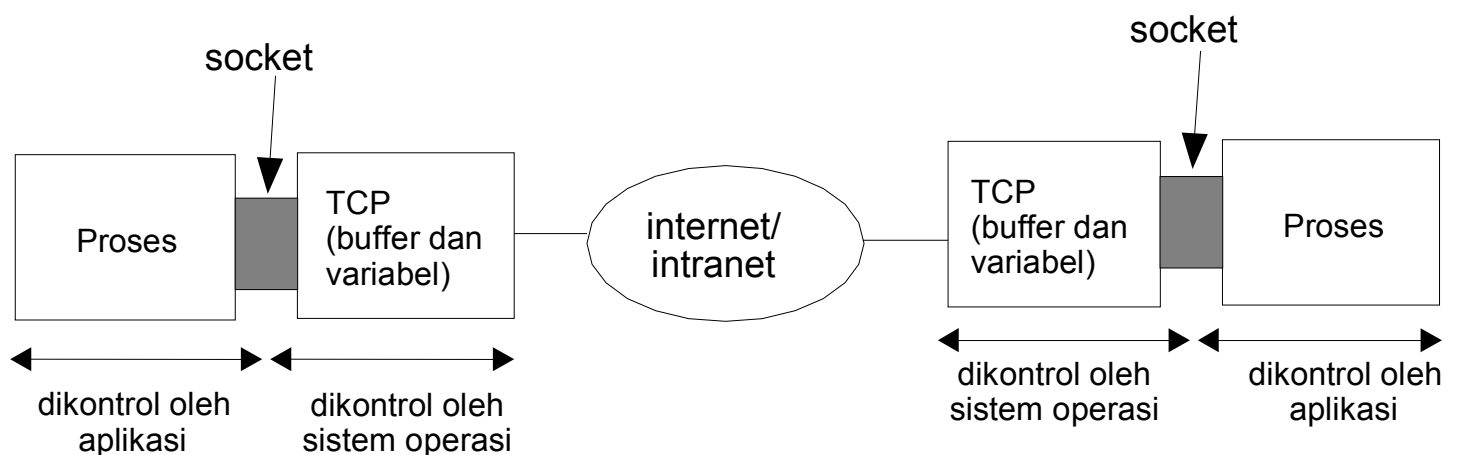 socket
socket
Proses
TCP
(buffer dan
variabel)
internet/
intranet
TCP
(buffer dan
variabel)
Proses
dikontrol oleh
aplikasi
dikontrol oleh
sistem operasi
dikontrol oleh
sistem operasi
dikontrol oleh
aplikasi